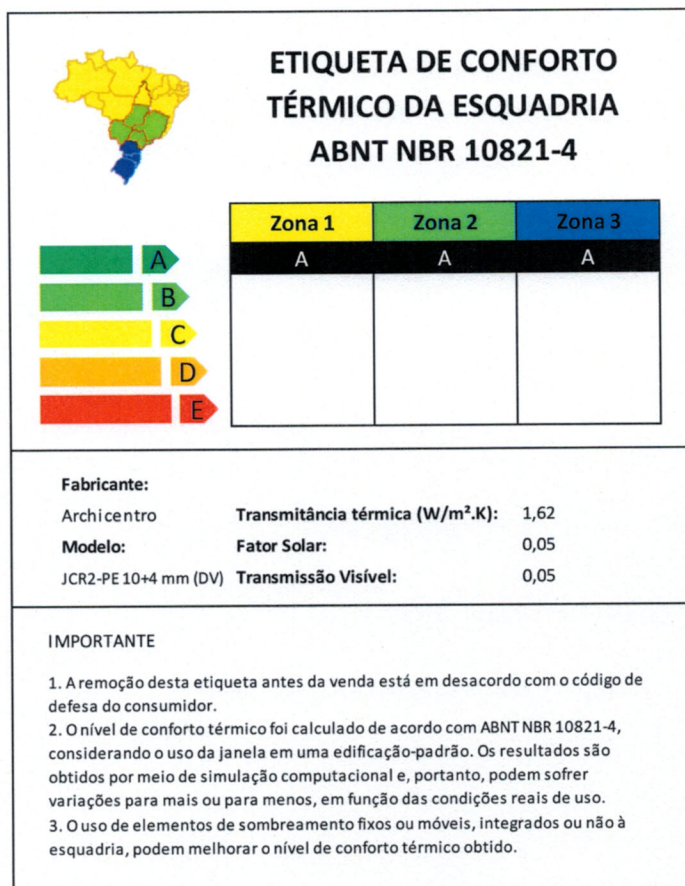 ETIQUETA DE CONFORTO
TÉRMICO DA ESQUADRIA
ABNT NBR 10821-4
Zona 1 Zona 2 Zona 3
A A A
A
B
C
D
E
Fabricante:
Archicentro Transmitância térmica (W/m².K): 1,62
Modelo: Fator Solar: 0,05
JCR2-PE 10+4 mm (DV) Transmissão Visível: 0,05
IMPORTANTE
1. A remoção desta etiqueta antes da venda está em desacordo com o código de
defesa do consumidor.
2. O nível de conforto térmico foi calculado de acordo com ABNT NBR 10821-4,
considerando o uso da janela em uma edificação-padrão. Os resultados são
obtidos por meio de simulação computacional e, portanto, podem sofrer
variações para mais ou para menos, em função das condições reais de uso.
3. O uso de elementos de sombreamento fixos ou móveis, integrados ou não à
esquadria, podem melhorar o nível de conforto térmico obtido.